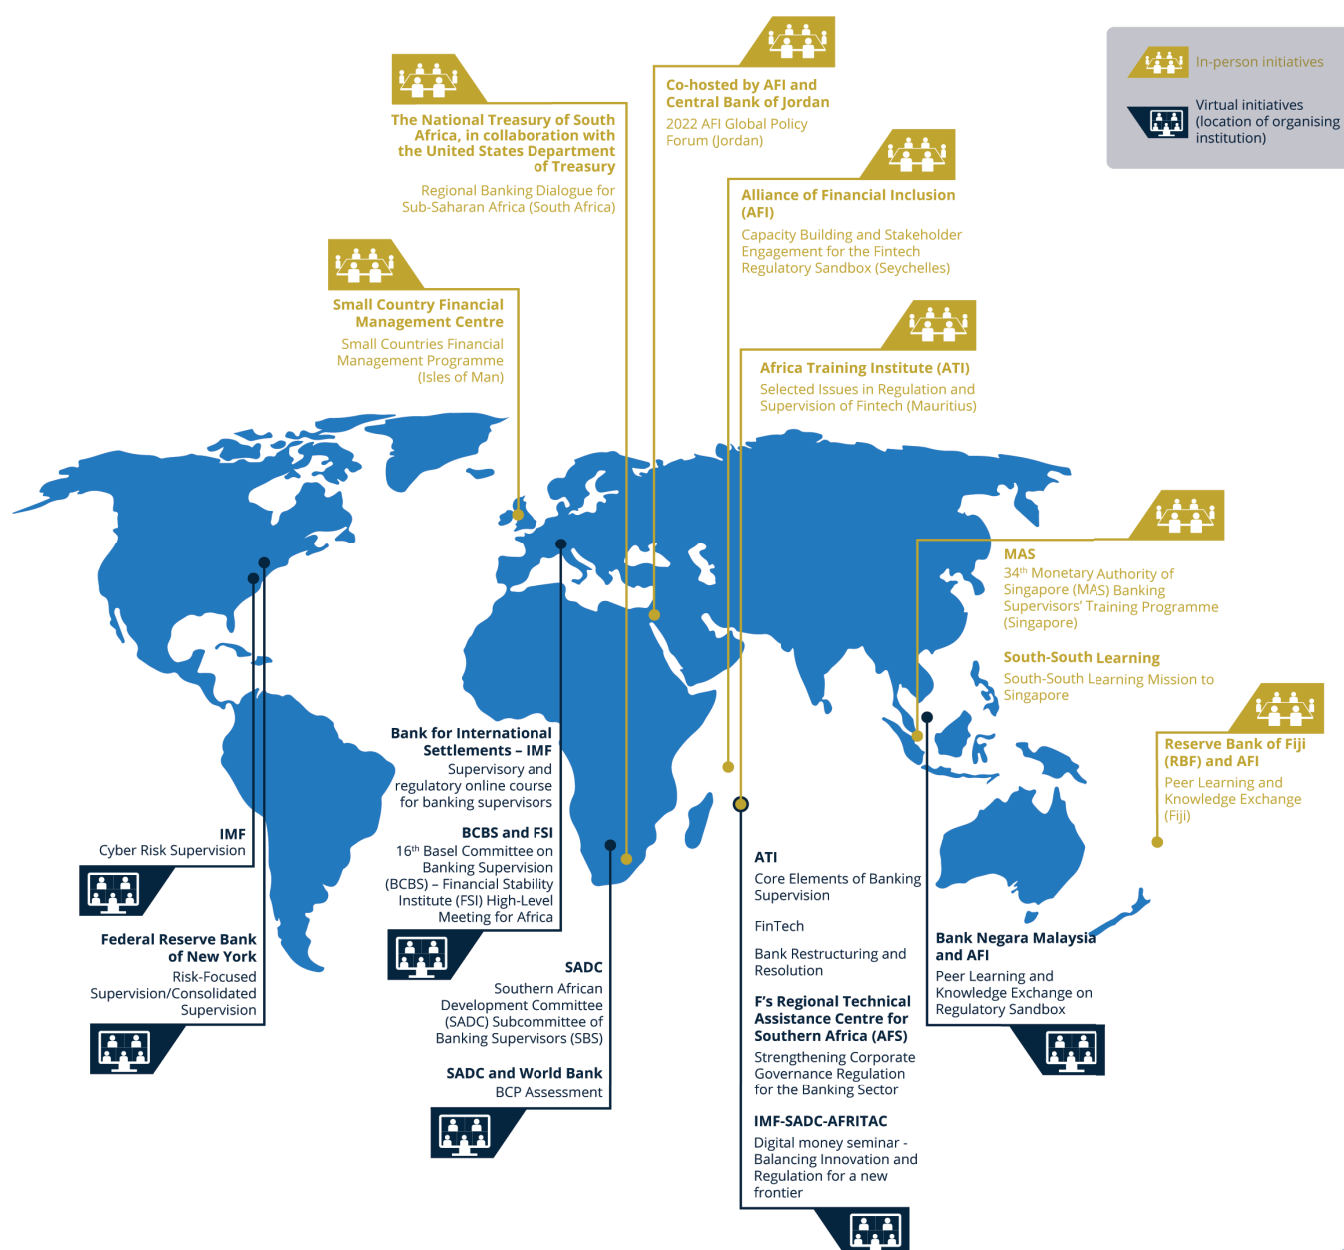 In-person initiatives
Virtual initiatives
(location of organising
institution)
Co-hosted by AFI and
Central Bank of Jordan
2022 AFI Global Policy
Forum (Jordan)
The National Treasury of South
Africa, in collaboration with
the United States Department
of Treasury
Regional Banking Dialogue for
Sub-Saharan Africa (South Africa)
Alliance of Financial Inclusion
(AFI)
Capacity Building and Stakeholder
Engagement for the Fintech
Regulatory Sandbox (Seychelles)
Small Country Financial
Management Centre
Small Countries Financial
Management Programme
(Isles of Man)
Africa Training Institute (ATI)
Selected Issues in Regulation and
Supervision of Fintech (Mauritius)
MAS
34th Monetary Authority of
Singapore (MAS) Banking
Supervisors' Training Programme
(Singapore)
South-South Learning
South-South Learning Mission to
Singapore
Reserve Bank of Fiji
(RBF) and AFI
Peer Learning and
Knowledge Exchange
(Fiji)
Bank for International
Settlements – IMF
Supervisory and
regulatory online course
for banking supervisors
BCBS and FSI
16th Basel Committee on
Banking Supervision
(BCBS) – Financial Stability
Institute (FSI) High-Level
Meeting for Africa
IMF
Cyber Risk Supervision
Federal Reserve Bank
of New York
Risk-Focused
Supervision/Consolidated
Supervision
SADC
Southern African
Development Committee
(SADC) Subcommittee of
Banking Supervisors (SBS)
SADC and World Bank
BCP Assessment
ATI
Core Elements of Banking
Supervision
FinTech
Bank Restructuring and
Resolution
F's Regional Technical
Assistance Centre for
Southern Africa (AFS)
Strengthening Corporate
Governance Regulation
for the Banking Sector
IMF-SADC-AFRITAC
Digital money seminar -
Balancing Innovation and
Regulation for a new
frontier
Bank Negara Malaysia
and AFI
Peer Learning and
Knowledge Exchange on
Regulatory Sandbox